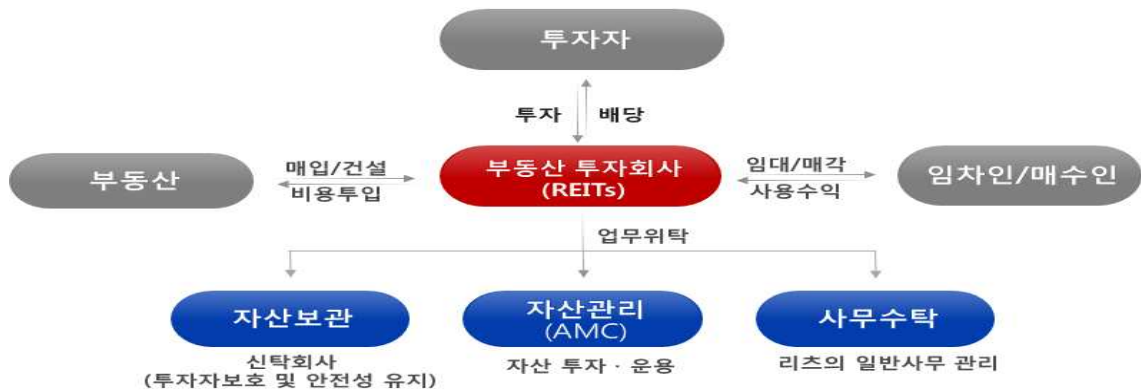 투자자
투자 배당
부동산
매입/건설
비용투입
부동산 투자회사
(REITs)
임대/매각
사용수익
임차인/매수인
업무위탁
자산보관
자산관리
(AMC)
사무수탁
신탁회사
(투자자보호 및 안전성 유지)
자산 투자 · 운용
리츠의 일반사무 관리